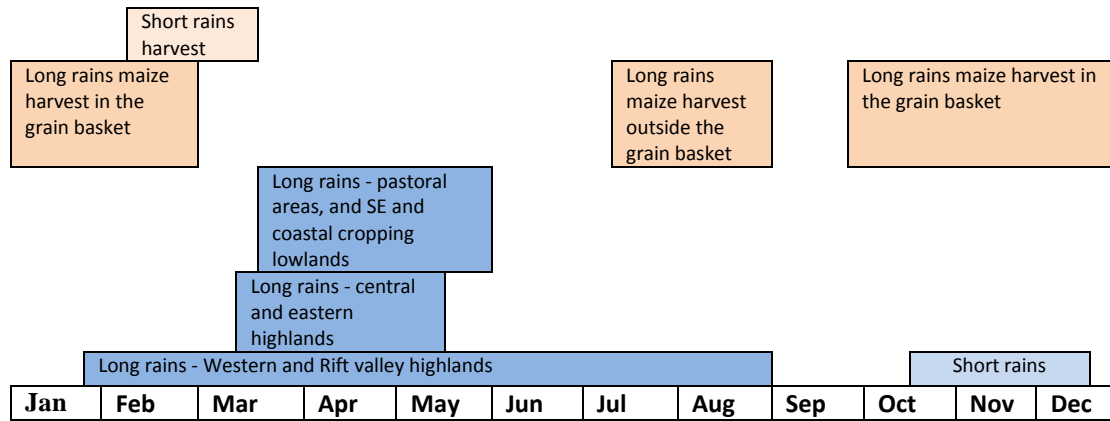 Short rains
harvest
Long rains maize
harvest in the
grain basket
Long rains
maize harvest
outside the
grain basket
Long rains maize harvest in
the grain basket
Long rains - pastoral
areas, and SE and
coastal cropping
lowlands
Long rains - central
and eastern
highlands
Long rains - Western and Rift valley highlands
Short rains
Jan Feb Mar Apr May Jun Jul Aug Sep Oct Nov Dec